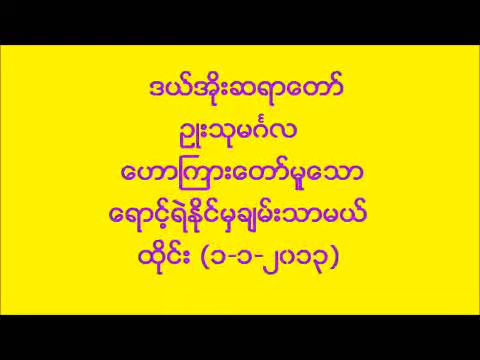 ဒယ်အိုးဆရာတော်
ဥူးသုမင်္ဂလ
ဟောကြားတော်မူသော
ရောင့်ရဲနိုင်မှချမ်းသာမယ်
ထိုင်း (၁-၁-၂၀၁၃)